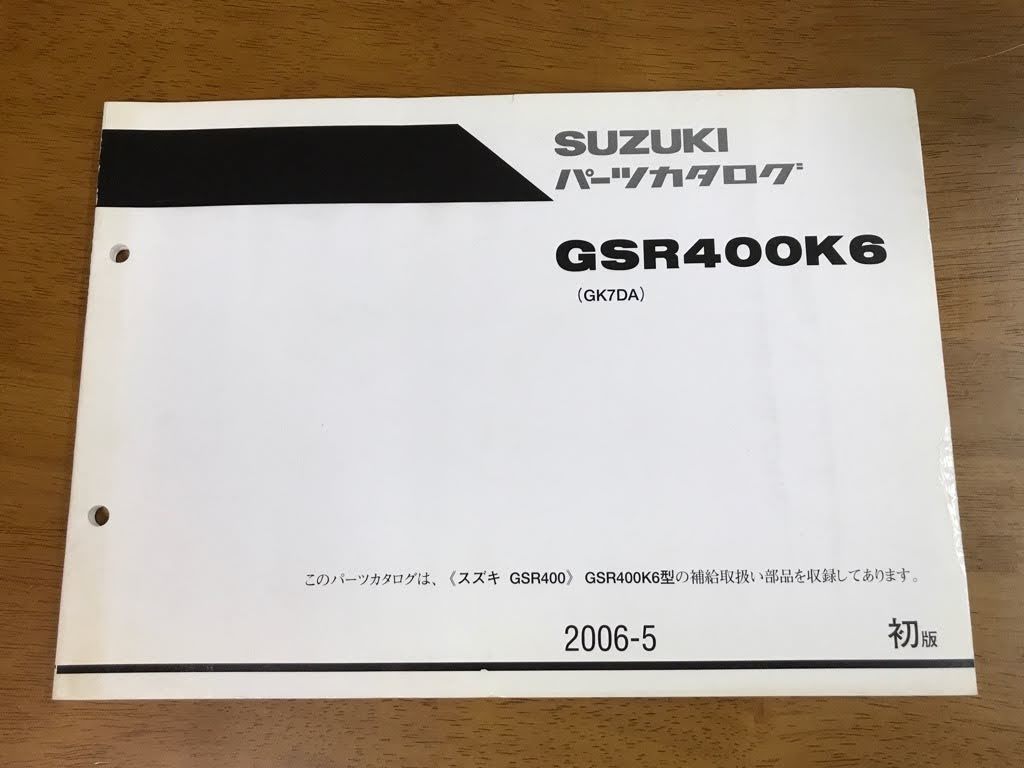 SUZUKI
パーツカタログ
GSR400K6
(GK7DA)
このパーツカタログは、《スズキ GSR400》 GSR400K6型の補給取扱い部品を収録してあります。
2006-5
初版